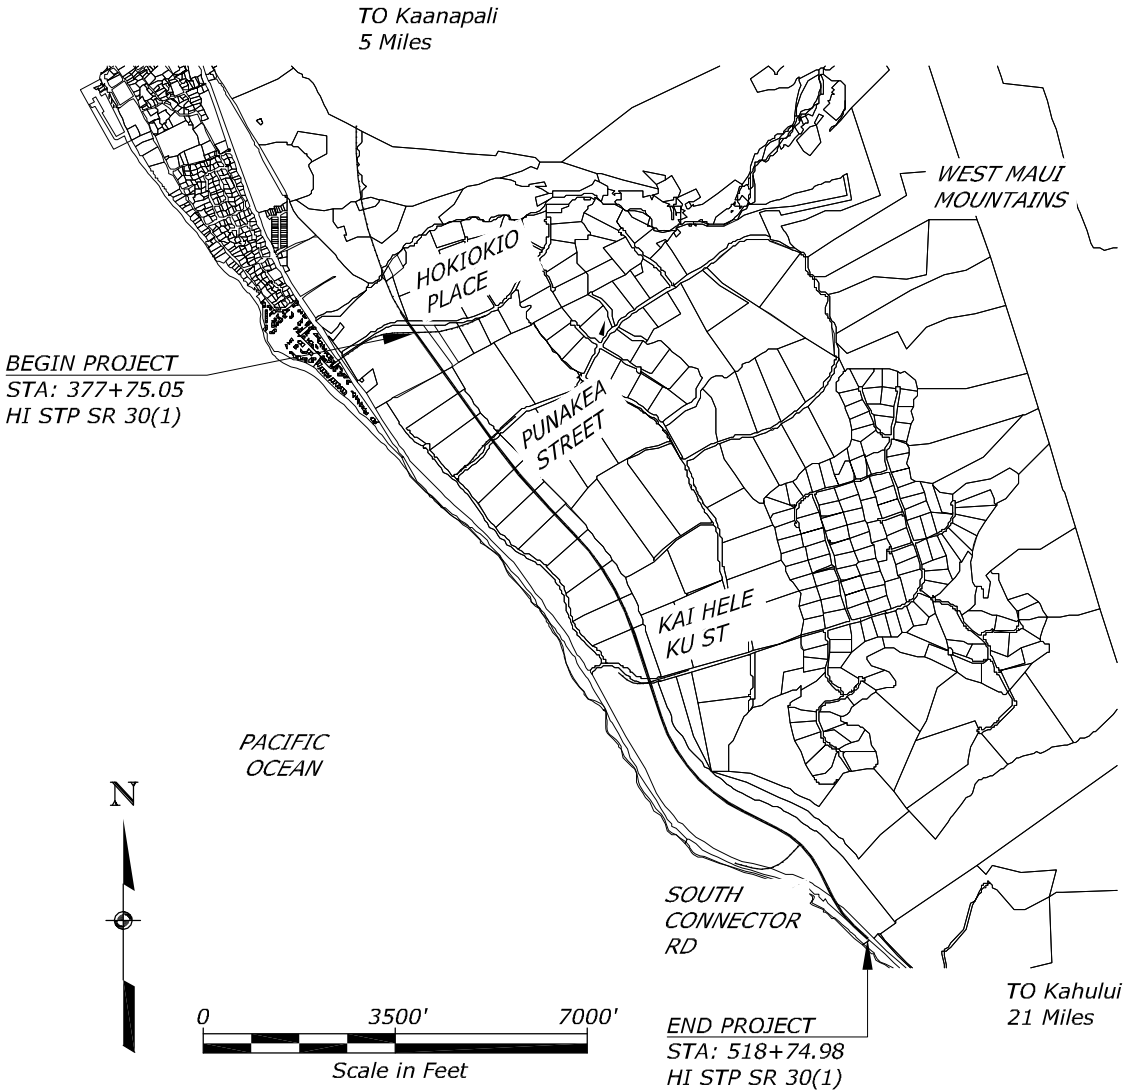 TO Kaanapali
5 Miles
WEST MAUI
MOUNTAINS
HOKIOKIO
PLACE
BEGIN PROJECT
STA: 377+75.05
HI STP SR 30(1)
PUNAKEA
STREET
KAI HELE
KU ST
PACIFIC
OCEAN
N
SOUTH
CONNECTOR
RD
TO Kahului
21 Miles
0 3500' 7000'
Scale in Feet
END PROJECT
STA: 518+74.98
HI STP SR 30(1)